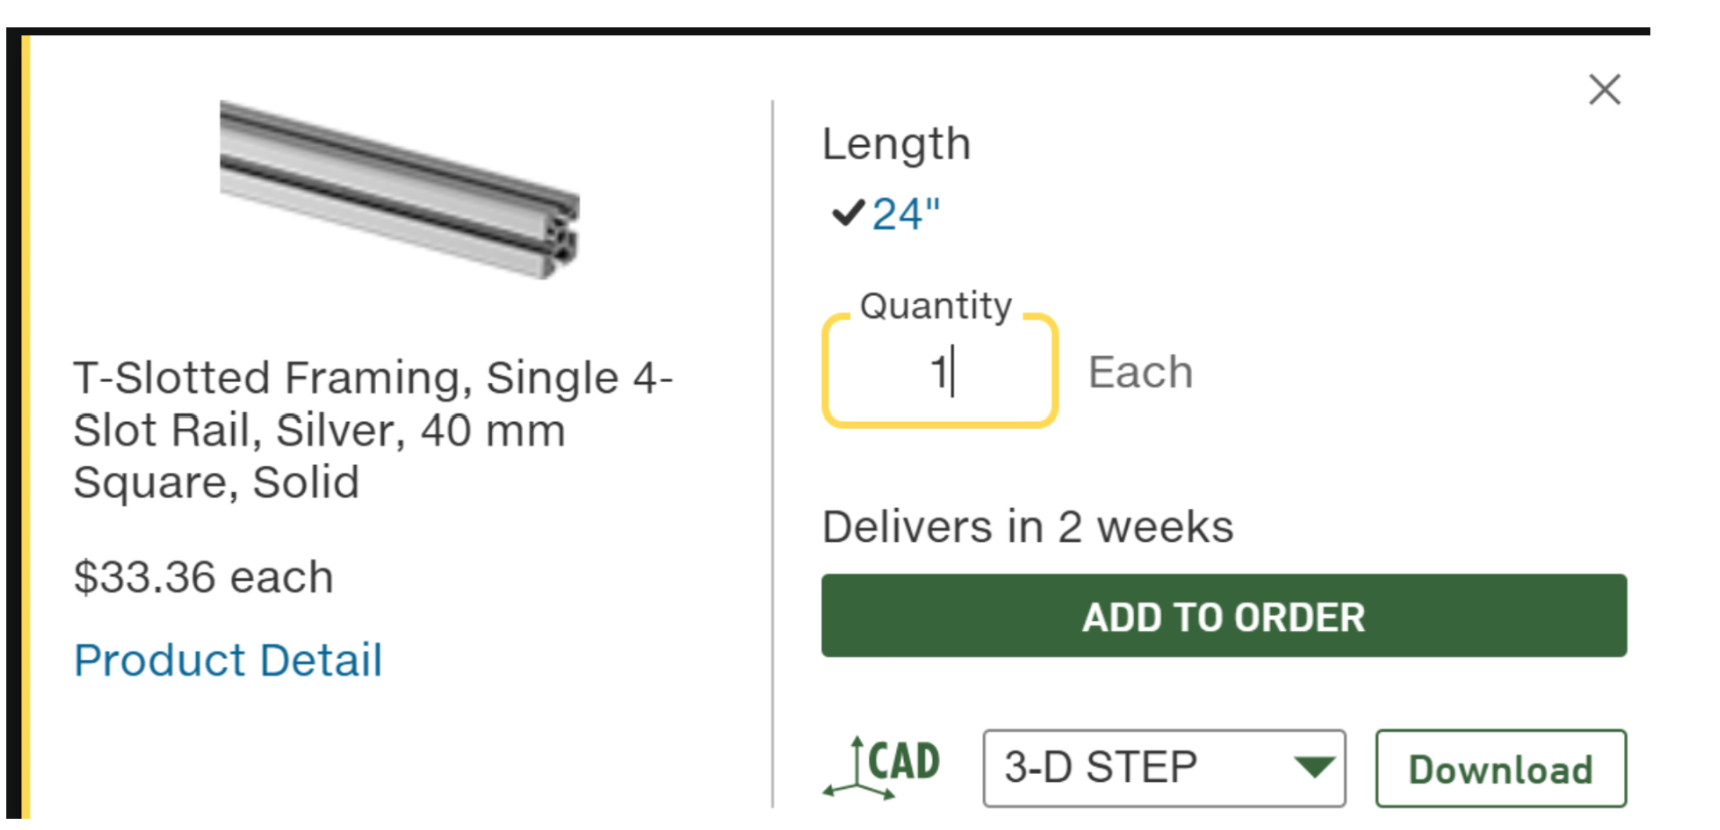 T-Slotted Framing, Single 4-
Slot Rail, Silver, 40 mm
Square, Solid
$33.36 each
Product Detail
Length
24"
Quantity
1
Each
Delivers in 2 weeks
ADD TO ORDER
CAD
3-D STEP
Download